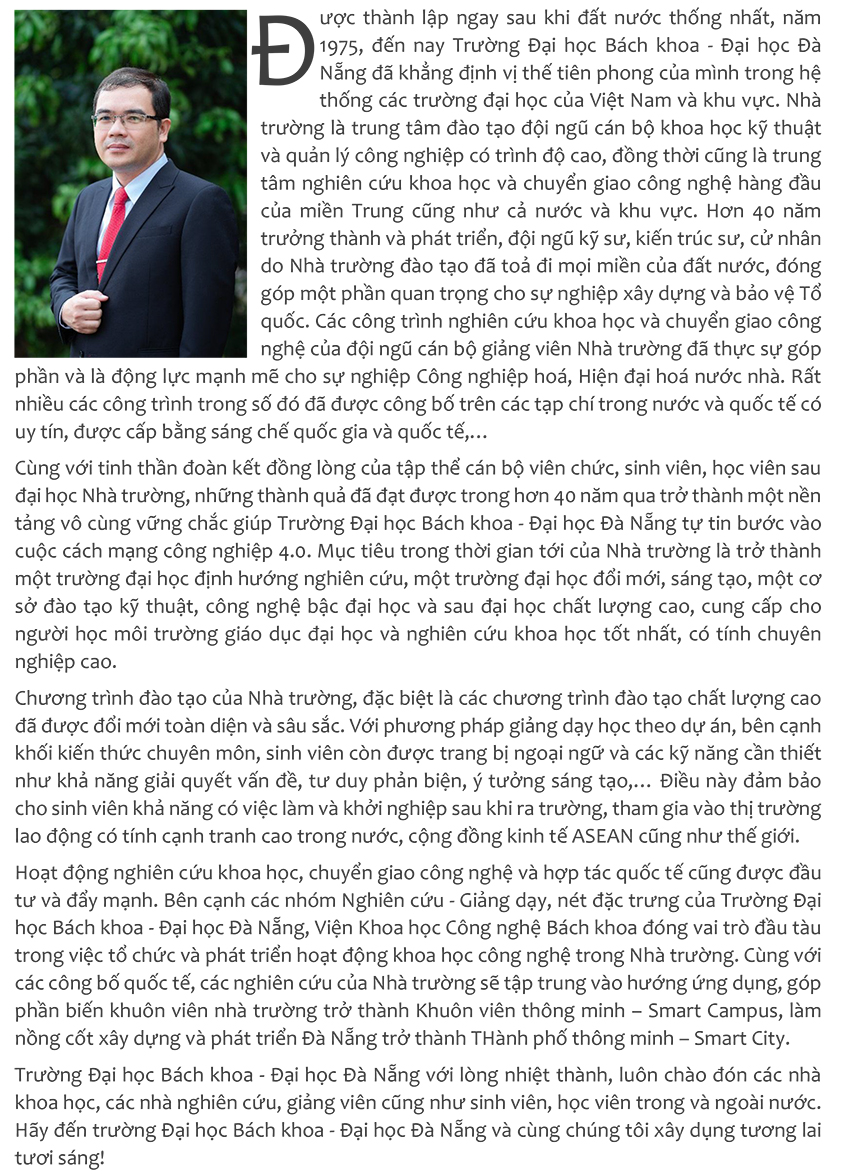 Được thành lập ngay sau khi đất nước thống nhất, năm
1975, đến nay Trường Đại học Bách khoa - Đại học Đà
Nẵng đã khẳng định vị thế tiên phong của mình trong hệ
thống các trường đại học của Việt Nam và khu vực. Nhà
trường là trung tâm đào tạo đội ngũ cán bộ khoa học kỹ thuật
và quản lý công nghiệp có trình độ cao, đồng thời cũng là trung
tâm nghiên cứu khoa học và chuyển giao công nghệ hàng đầu
của miền Trung cũng như cả nước và khu vực. Hơn 40 năm
trưởng thành và phát triển, đội ngũ kỹ sư, kiến trúc sư, cử nhân
do Nhà trường đào tạo đã toả đi mọi miền của đất nước, đóng
góp một phần quan trọng cho sự nghiệp xây dựng và bảo vệ Tổ
quốc. Các công trình nghiên cứu khoa học và chuyển giao công
nghệ của đội ngũ cán bộ giảng viên Nhà trường đã thực sự góp
phần và là động lực mạnh mẽ cho sự nghiệp Công nghiệp hoá, Hiện đại hoá nước nhà. Rất
nhiều các công trình trong số đó đã được công bố trên các tạp chí trong nước và quốc tế có
uy tín, được cấp bằng sáng chế quốc gia và quốc tế,...
Cùng với tinh thần đoàn kết đồng lòng của tập thể cán bộ viên chức, sinh viên, học viên sau
đại học Nhà trường, những thành quả đã đạt được trong hơn 40 năm qua trở thành một nền
tảng vô cùng vững chắc giúp Trường Đại học Bách khoa - Đại học Đà Nẵng tự tin bước vào
cuộc cách mạng công nghiệp 4.0. Mục tiêu trong thời gian tới của Nhà trường là trở thành
một trường đại học định hướng nghiên cứu, một trường đại học đổi mới, sáng tạo, một cơ
sở đào tạo kỹ thuật, công nghệ bậc đại học và sau đại học chất lượng cao, cung cấp cho
người học môi trường giáo dục đại học và nghiên cứu khoa học tốt nhất, có tính chuyên
nghiệp cao.
Chương trình đào tạo của Nhà trường, đặc biệt là các chương trình đào tạo chất lượng cao
đã được đổi mới toàn diện và sâu sắc. Với phương pháp giảng dạy học theo dự án, bên cạnh
khối kiến thức chuyên môn, sinh viên còn được trang bị ngoại ngữ và các kỹ năng cần thiết
như khả năng giải quyết vấn đề, tư duy phản biện, ý tưởng sáng tạo,... Điều này đảm bảo
cho sinh viên khả năng có việc làm và khởi nghiệp sau khi ra trường, tham gia vào thị trường
lao động có tính cạnh tranh cao trong nước, cộng đồng kinh tế ASEAN cũng như thế giới.
Hoạt động nghiên cứu khoa học, chuyển giao công nghệ và hợp tác quốc tế cũng được đầu
tư và đẩy mạnh. Bên cạnh các nhóm Nghiên cứu - Giảng dạy, nét đặc trưng của Trường Đại
học Bách khoa - Đại học Đà Nẵng, Viện Khoa học Công nghệ Bách khoa đóng vai trò đầu tàu
trong việc tổ chức và phát triển hoạt động khoa học công nghệ trong Nhà trường. Cùng với
các công bố quốc tế, các nghiên cứu của Nhà trường sẽ tập trung vào hướng ứng dụng, góp
phần biến khuôn viên nhà trường trở thành Khuôn viên thông minh – Smart Campus, làm
nồng cốt xây dựng và phát triển Đà Nẵng trở thành THành phố thông minh – Smart City.
Trường Đại học Bách khoa - Đại học Đà Nẵng với lòng nhiệt thành, luôn chào đón các nhà
khoa học, các nhà nghiên cứu, giảng viên cũng như sinh viên, học viên trong và ngoài nước.
Hãy đến trường Đại học Bách khoa - Đại học Đà Nẵng và cùng chúng tôi xây dụng tương lai
tươi sáng!